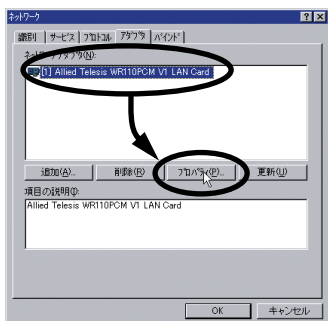 ネットワーク
識別 サービス プロトコル アダプタ バインド
ネットワークアダプタ(N):
[1] Allied Telesis WR110PCM V1 LAN Card
追加(A)... 削除(R) プロパティ(P)... 更新(U)
項目の説明(I):
Allied Telesis WR110PCM V1 LAN Card
OK キャンセル